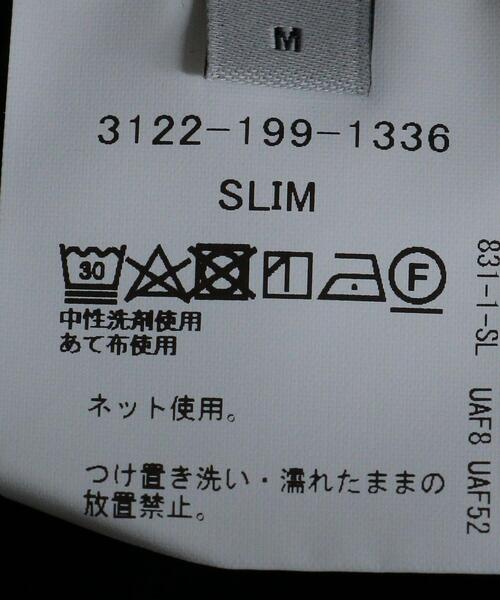 M
3122-199-1336
SLIM
30
F
中性洗剤使用
あて布使用
ネット使用。
つけ置き洗い・濡れたままの
放置禁止。
831-1-SL UAF8 UAF52